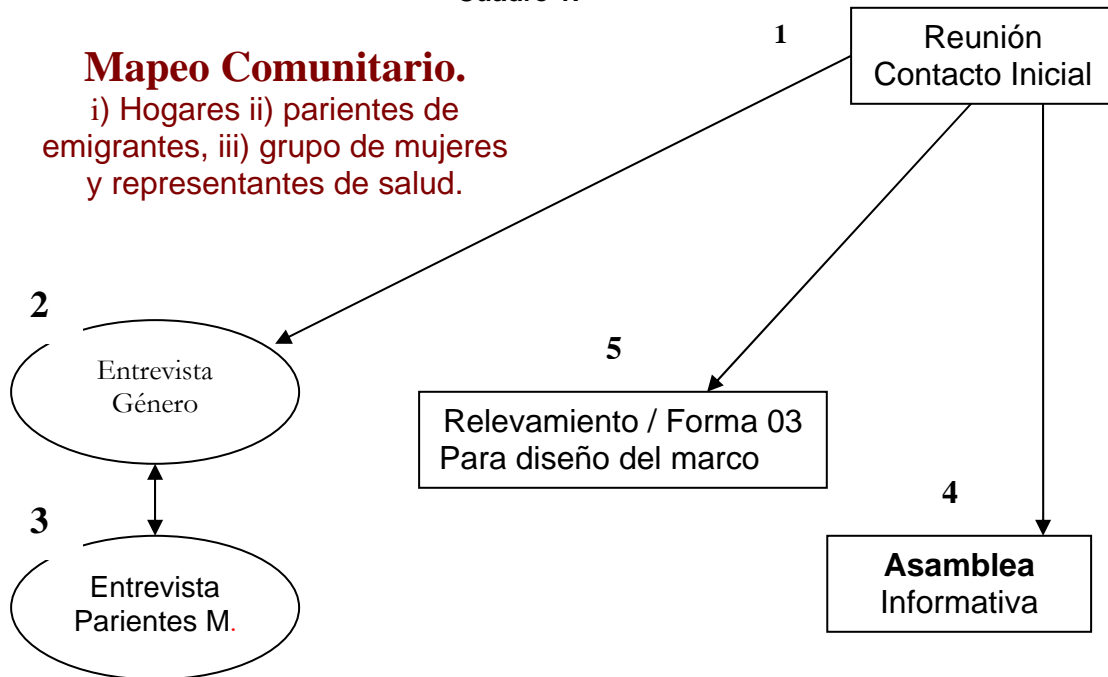 1
Reunión
Contacto Inicial
Mapeo Comunitario.
i) Hogares ii) parientes de
emigrantes, iii) grupo de mujeres
y representantes de salud.
2
Entrevista
Género
5
Relevamiento / Forma 03
Para diseño del marco
3
Entrevista
Parientes M.
4
Asamblea
Informativa